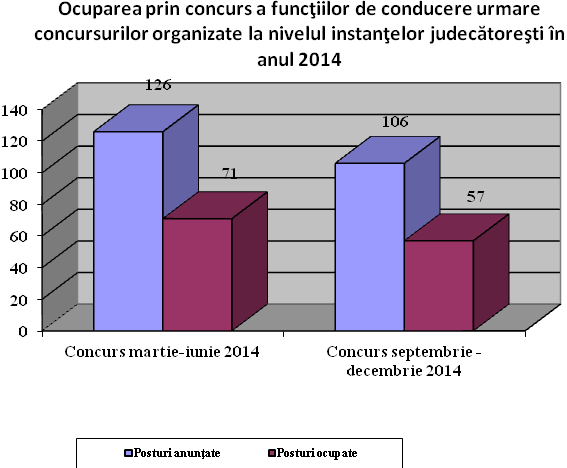 Ocuparea prin concurs a funcţiilor de conducere urmare
concursurilor organizate la nivelul instanţelor judecătoreşti în
anul 2014
126
106
71
57
140
120
100
80
60
40
20
0
Concurs martie-iunie 2014
Concurs septembrie -
decembrie 2014
Posturi anunţate
Posturi ocupate